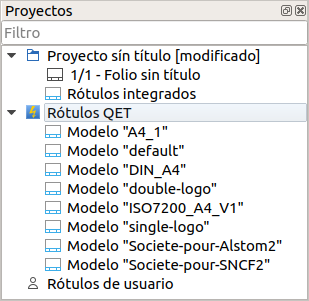 Proyectos
Filtro
Proyecto sín título [modificado]
1/1 - Folio sin título
Rótulos integrados
Rótulos QET
Modelo "A4_1"
Modelo "default"
Modelo "DIN_A4"
Modelo "double-logo"
Modelo "ISO7200_A4_V1"
Modelo "single-logo"
Modelo "Societe-pour-Alstom2"
Modelo "Societe-pour-SNCF2"
Rótulos de usuario